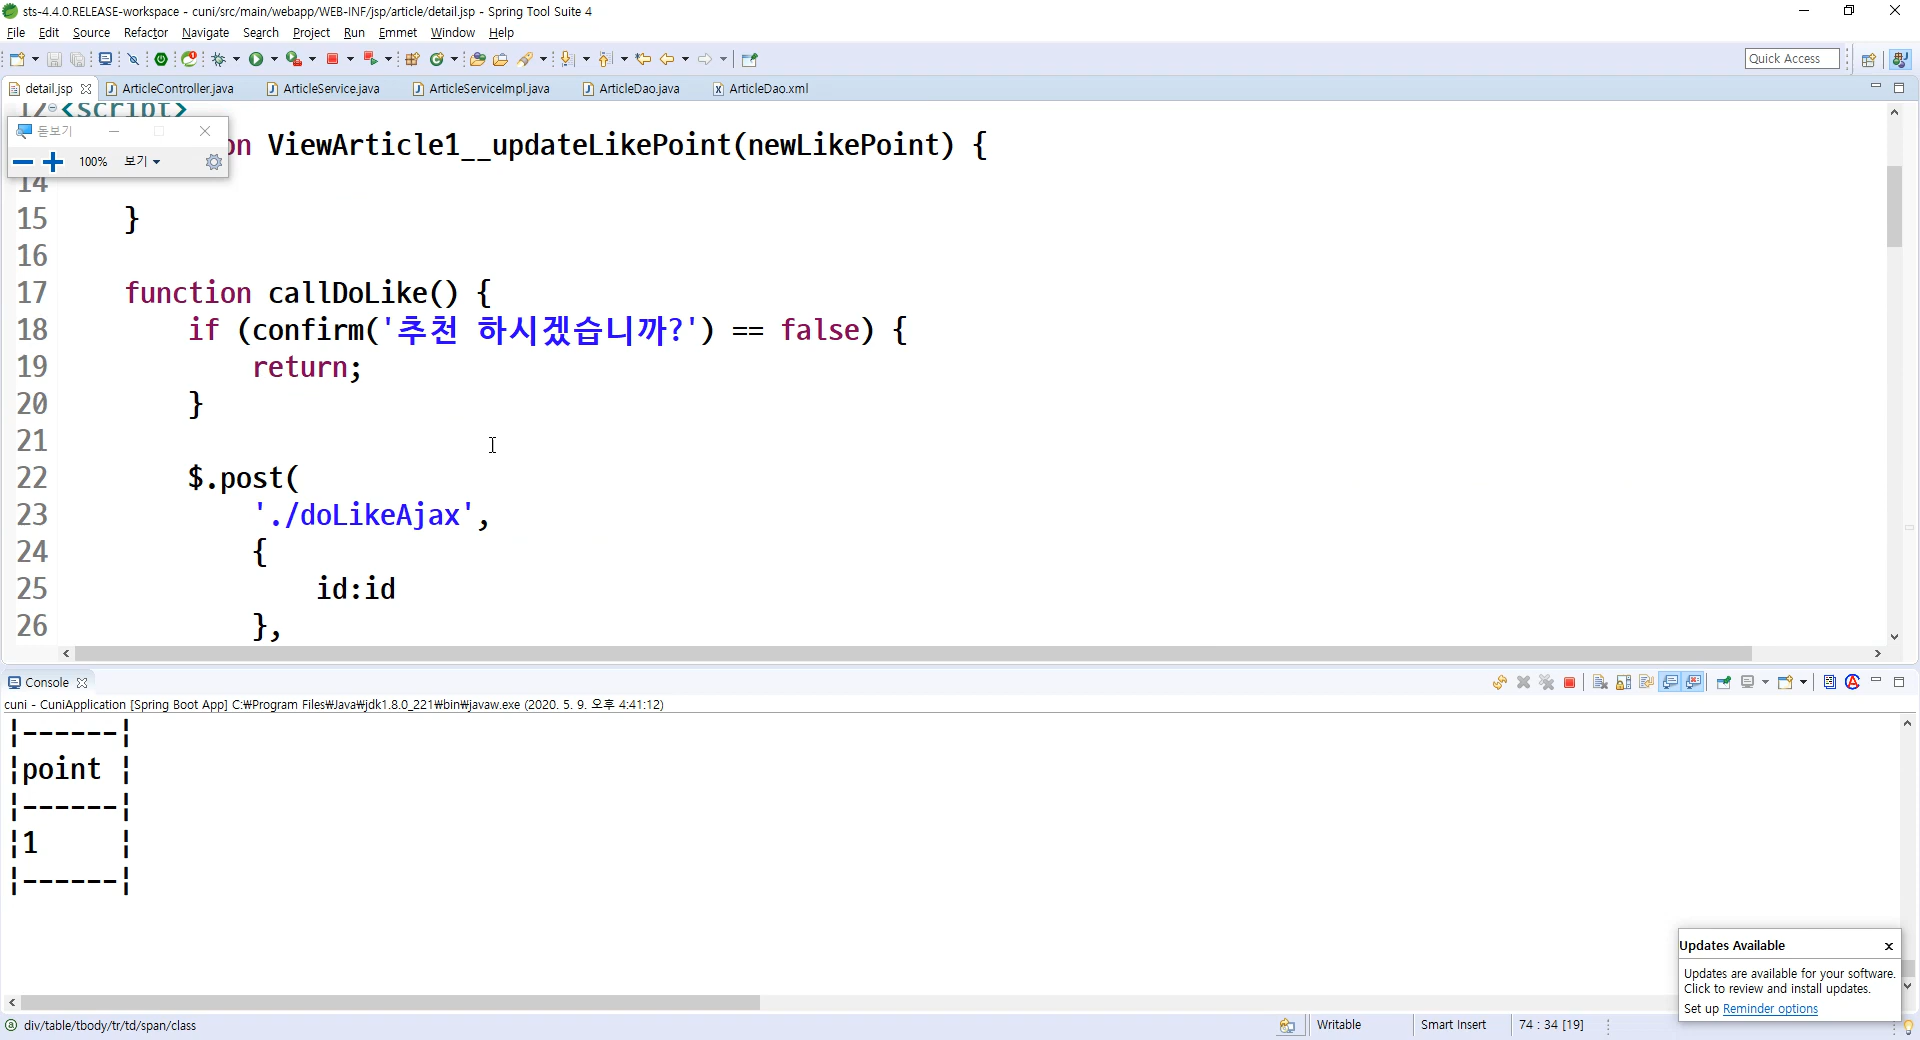 sts-4.4.0.RELEASE-workspace - cuni/src/main/webapp/WEB-INF/jsp/article/detail.jsp - Spring Tool Suite 4
File Edit Source Refactor Navigate Search Project Run Emmet Window Help
Quick Access
detail.jsp ArticleController.java ArticleService.java ArticleServiceImpl.java ArticleDao.java ArticleDao.xml
12 <script>
돋보기
on ViewArticle1__updateLikePoint(newLikePoint) {
100% 보기
14
15 }
16
17 function callDoLike() {
18 if (confirm('추천 하시겠습니까?') == false) {
19 return;
20 }
21
22 $.post(
23 './doLikeAjax',
24 {
25 id:id
26 },
Console
cuni - CuniApplication [Spring Boot App] C:₩Program Files₩Java₩jdk1.8.0_221₩bin₩javaw.exe (2020. 5. 9. 오후 4:41:12)
|------|
|point |
|------|
|1 |
|------|
Updates Available
Updates are available for your software.
Click to review and install updates.
Set up Reminder options
div/table/tbody/tr/td/span/class
Writable
Smart Insert
74 : 34 [19]